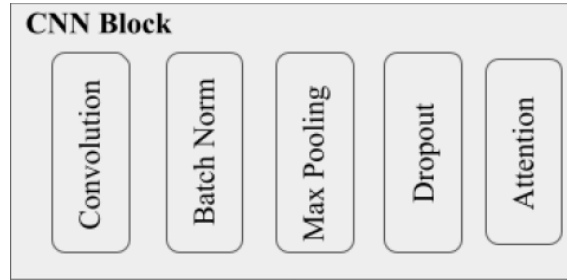 CNN Block
Convolution
Batch Norm
Max Pooling
Dropout
Attention